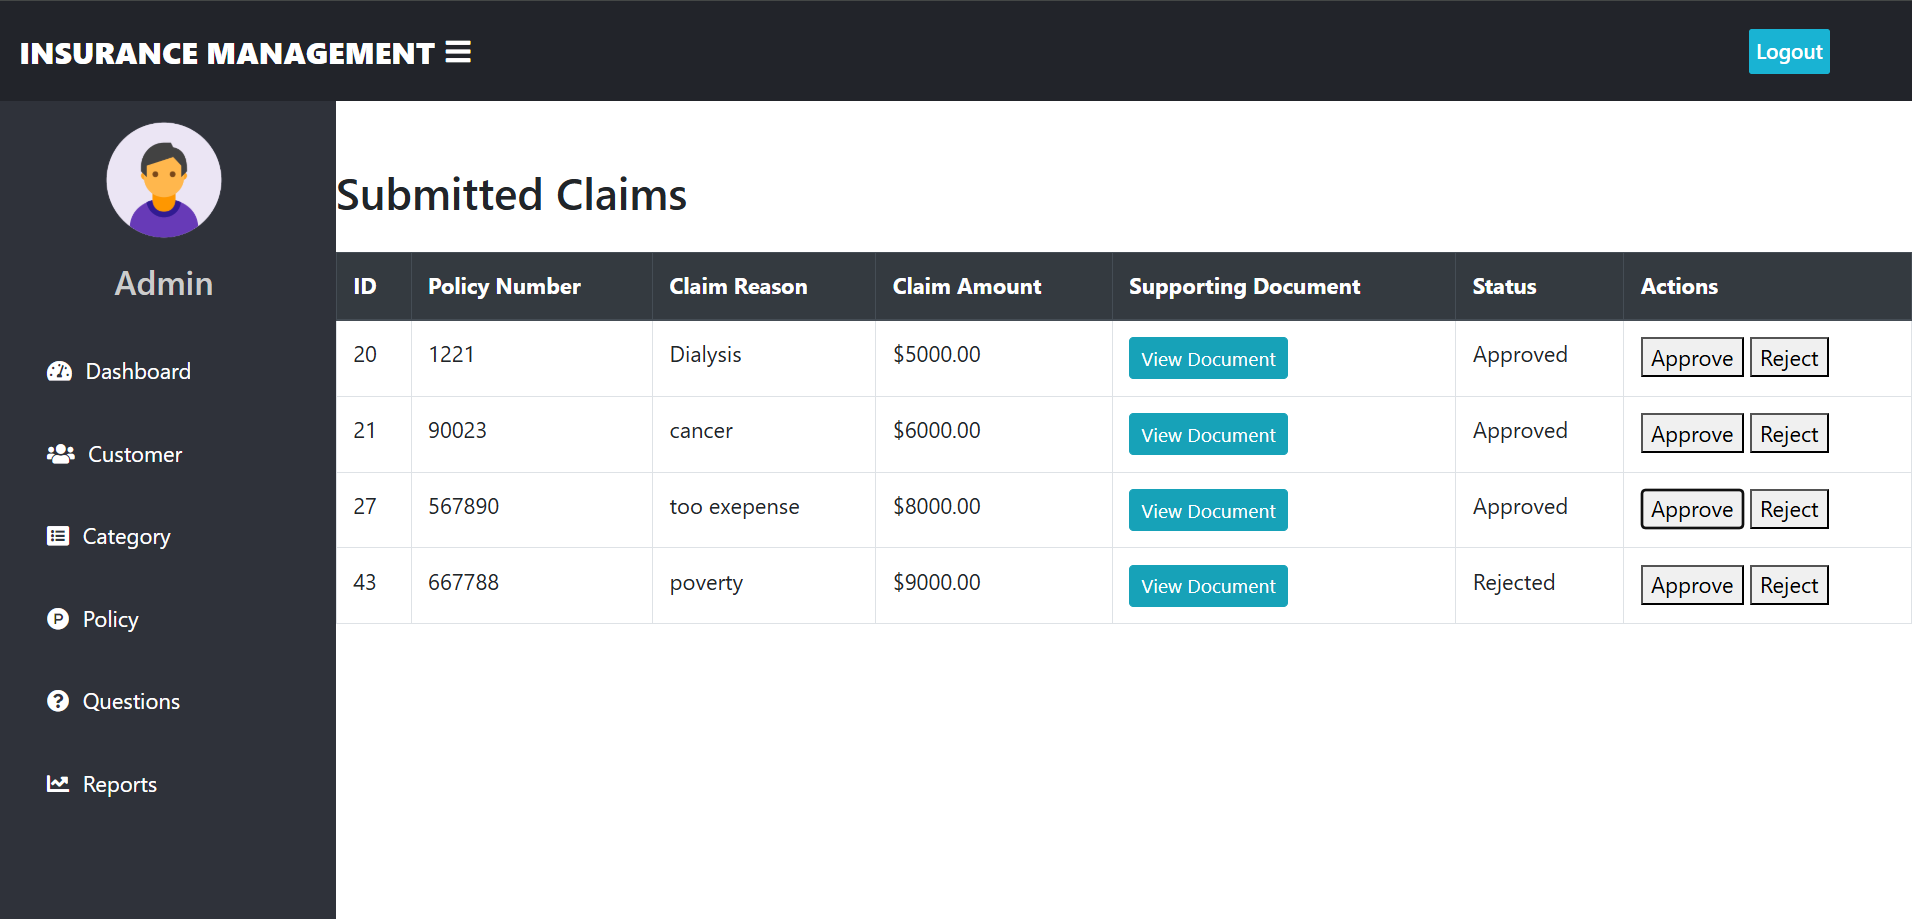 INSURANCE MANAGEMENT
Logout
Admin
Dashboard
Customer
Category
Policy
Questions
Reports
Submitted Claims
ID Policy Number Claim Reason Claim Amount Supporting Document Status Actions
20 1221 Dialysis $5000.00 View Document Approved Approve Reject
21 90023 cancer $6000.00 View Document Approved Approve Reject
27 567890 too exepense $8000.00 View Document Approved Approve Reject
43 667788 poverty $9000.00 View Document Rejected Approve Reject